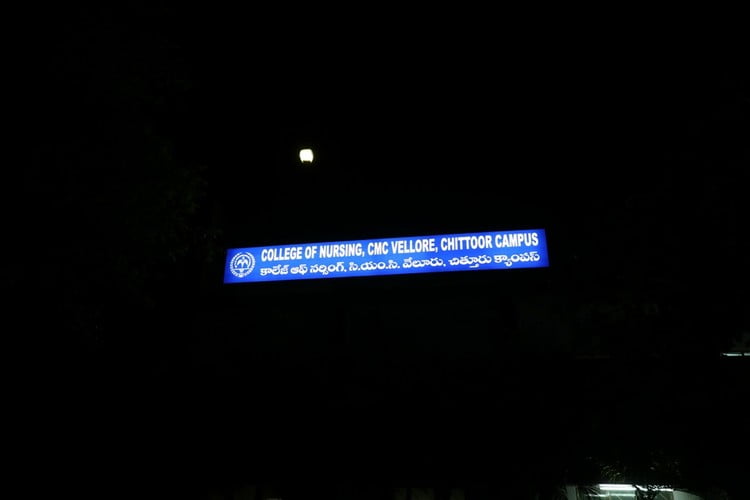 COLLEGE OF NURSING, CMC VELLORE, CHITTOOR CAMPUS
కాలేజ్ ఆఫ్ నర్సింగ్, సి.యం.సి. వేలూరు, చిత్తూరు క్యాంపస్